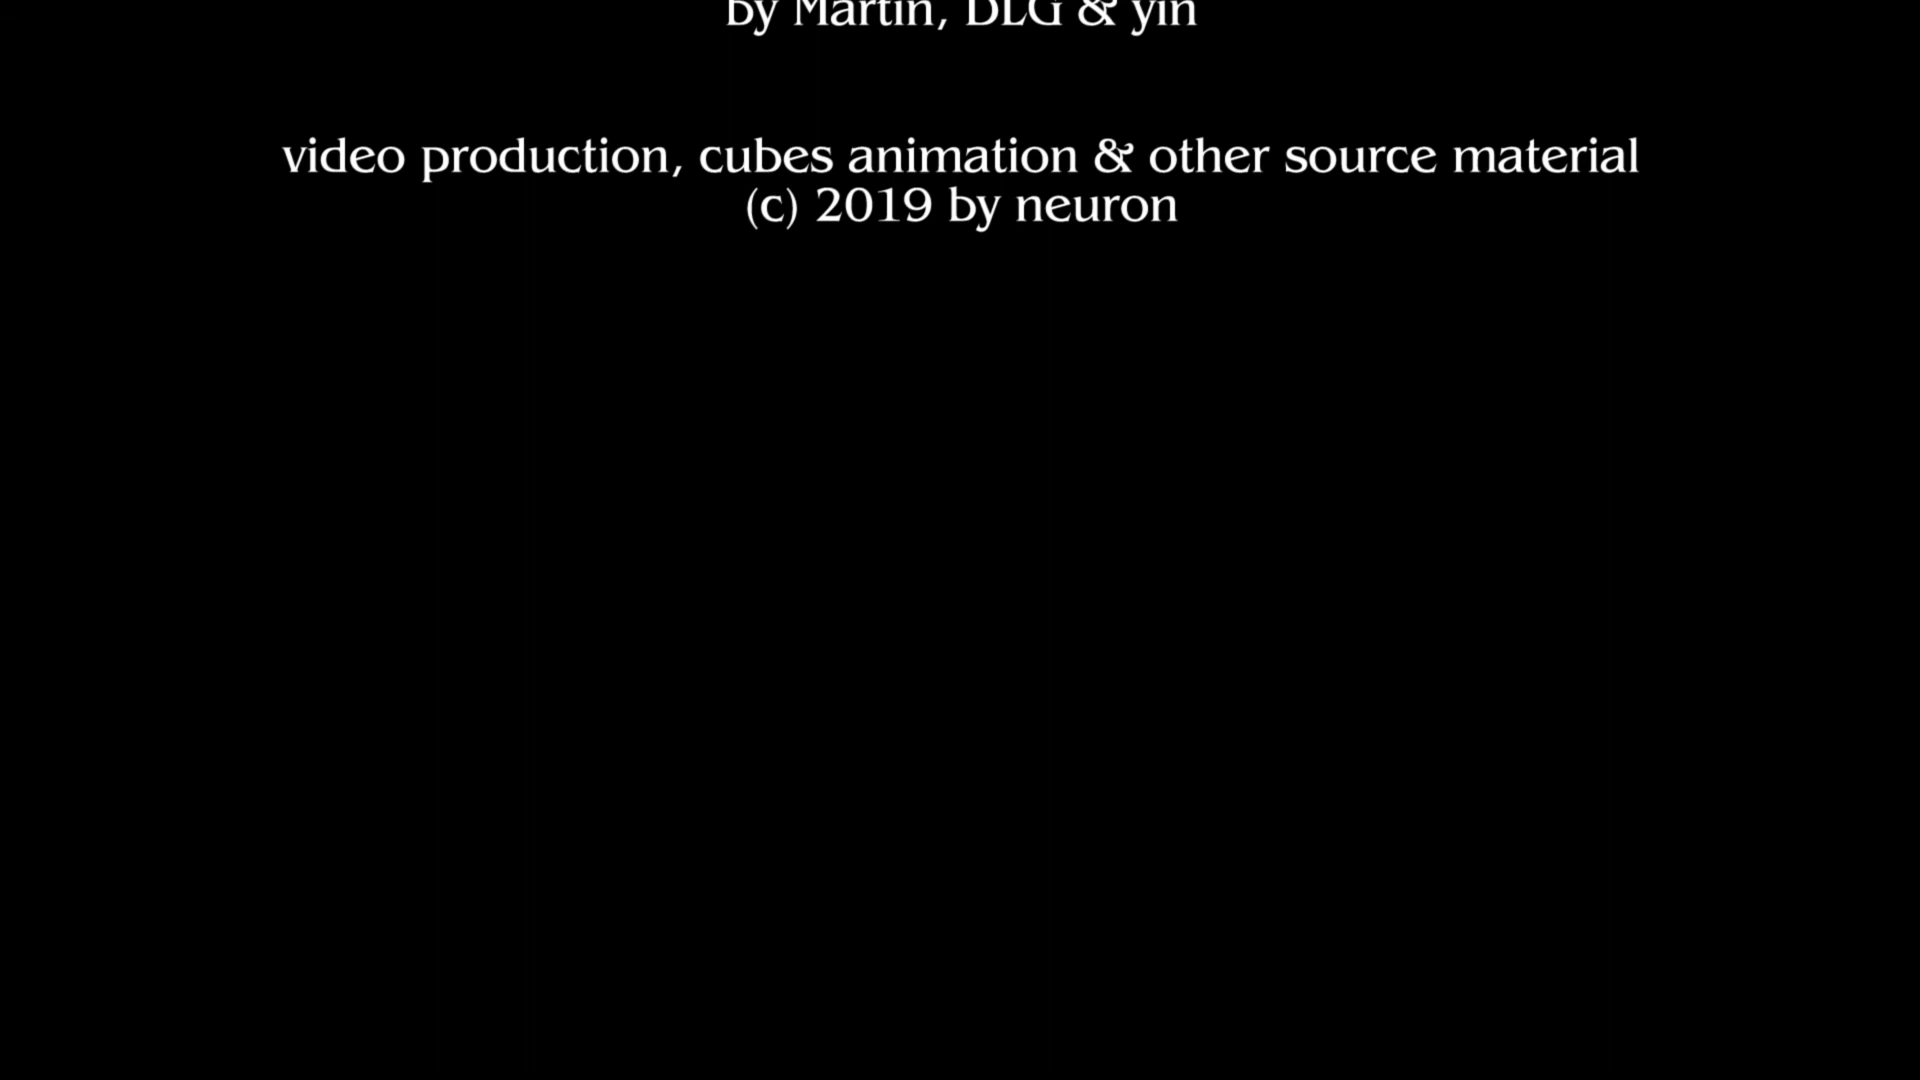 by Martin, DLG & yin
video production, cubes animation & other source material
(c) 2019 by neuron